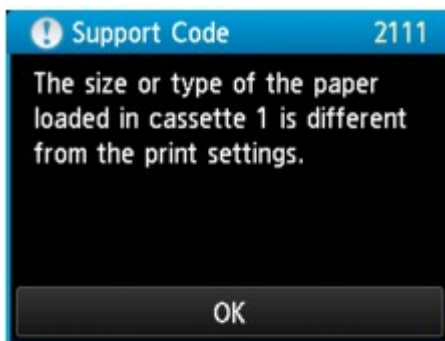 Support Code 2111
The size or type of the paper
loaded in cassette 1 is different
from the print settings.
OK